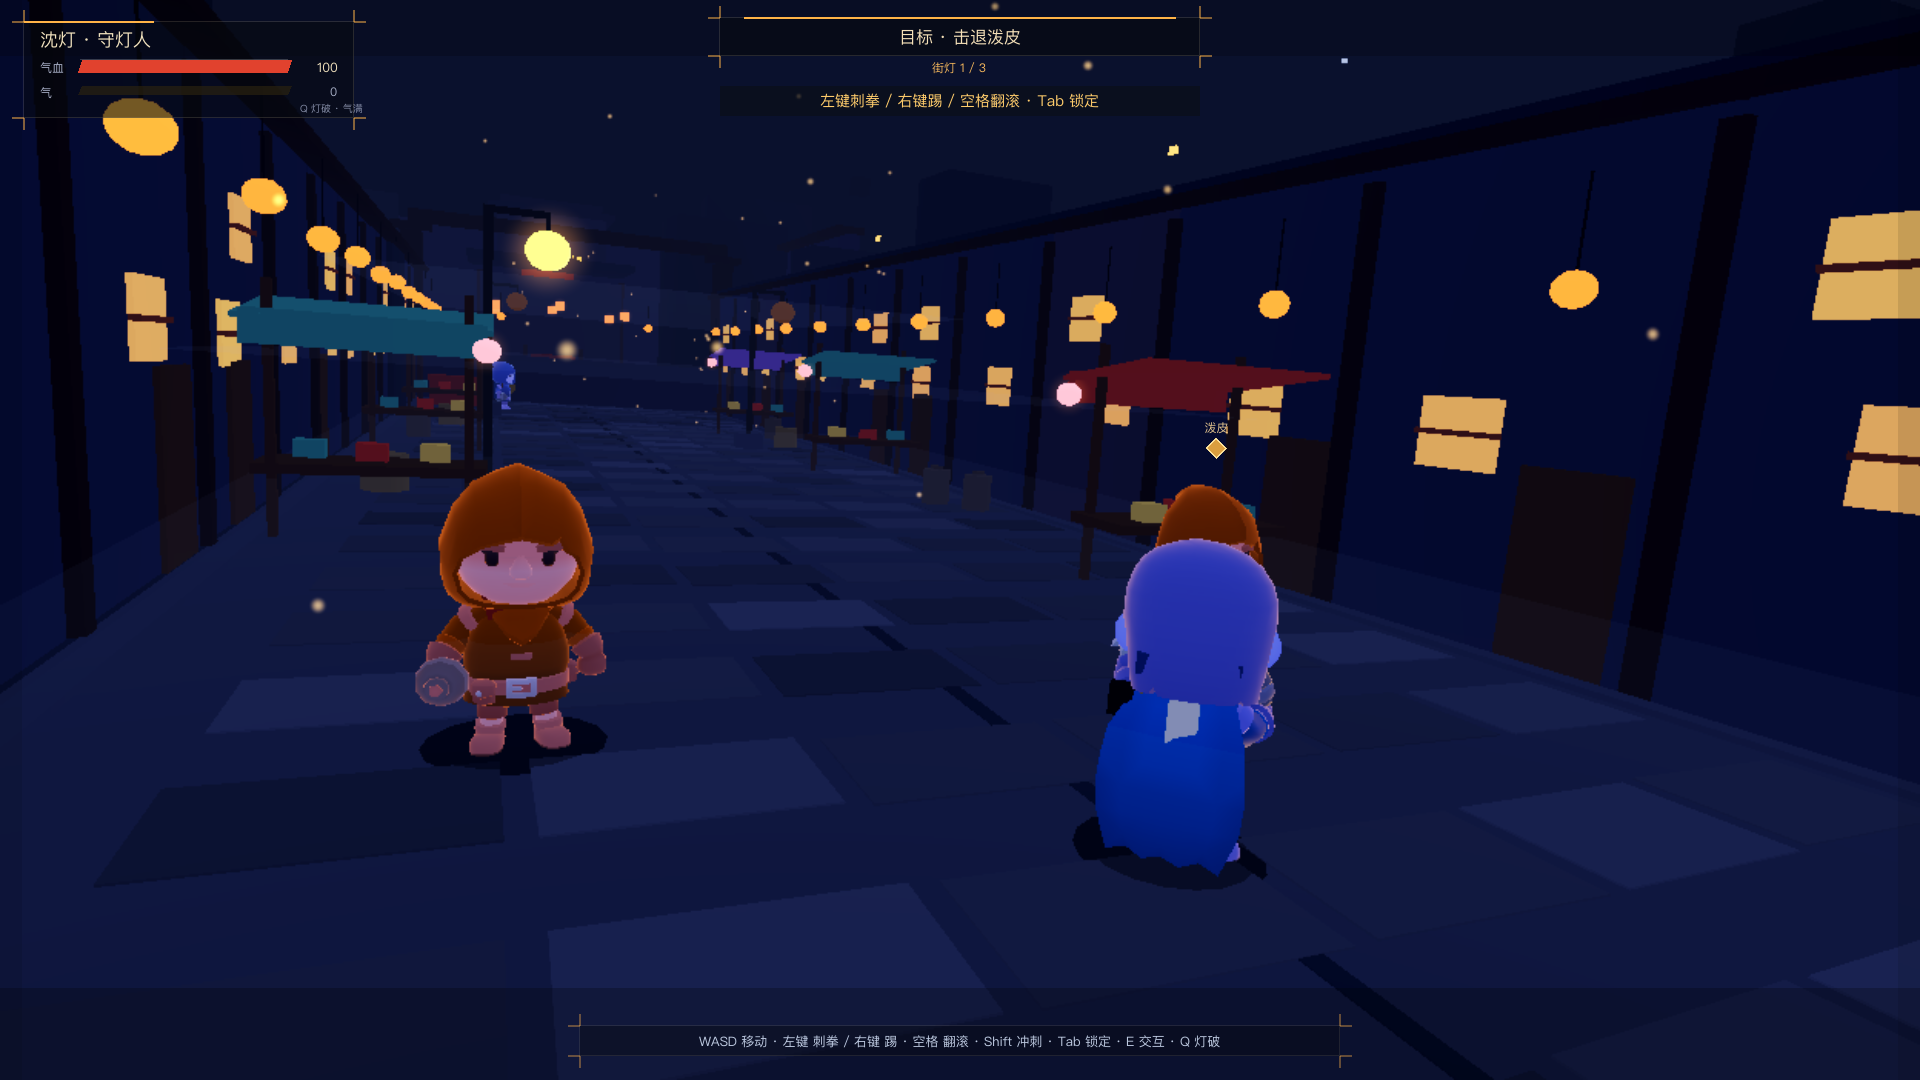 沈灯 · 守灯人
气血 100
气 0
Q 灯破 · 气满
目标 · 击退泼皮
街灯 1 / 3
左键刺拳 / 右键踢 / 空格翻滚 · Tab 锁定
泼皮
WASD 移动 · 左键 刺拳 / 右键 踢 · 空格 翻滚 · Shift 冲刺 · Tab 锁定 · E 交互 · Q 灯破